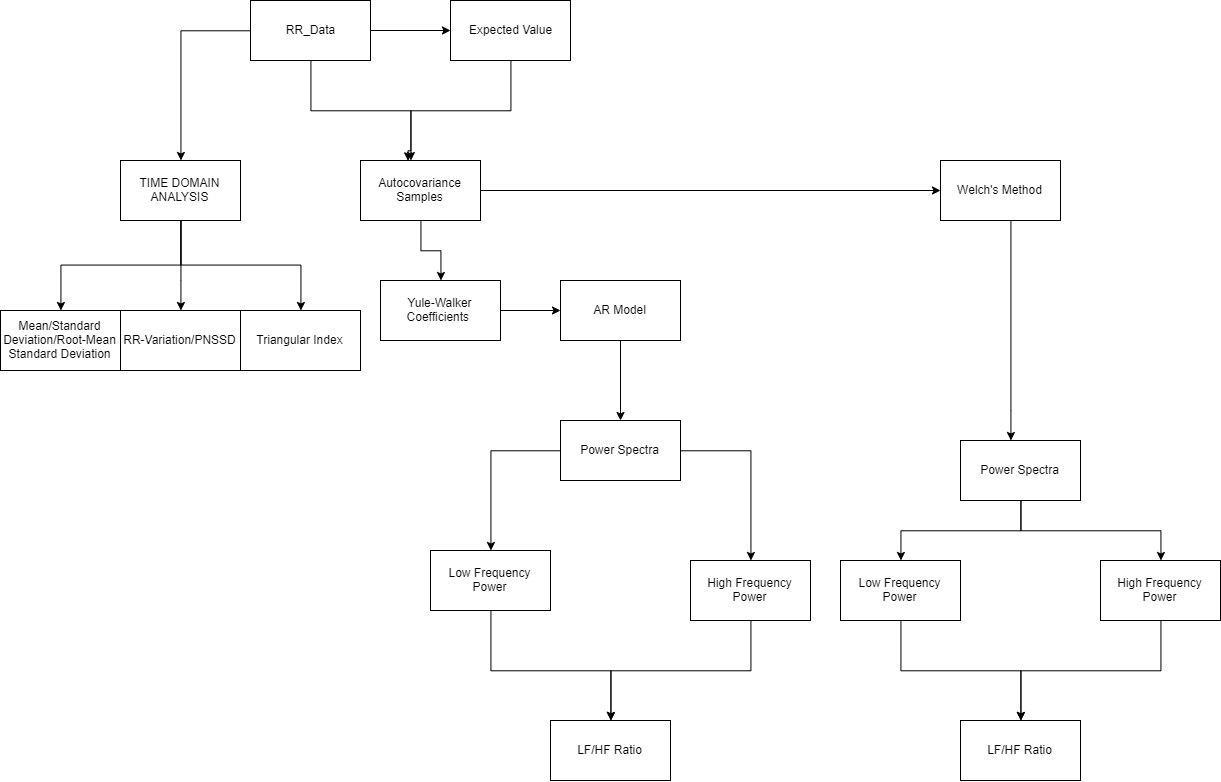 RR_Data
Expected Value
TIME DOMAIN
ANALYSIS
Autocovariance
Samples
Welch's Method
Yule-Walker
Coefficients
AR Model
Mean/Standard
Deviation/Root-Mean
Standard Deviation
RR-Variation/PNSSD
Triangular Index
Power Spectra
Power Spectra
Low Frequency
Power
High Frequency
Power
Low Frequency
Power
High Frequency
Power
LF/HF Ratio
LF/HF Ratio